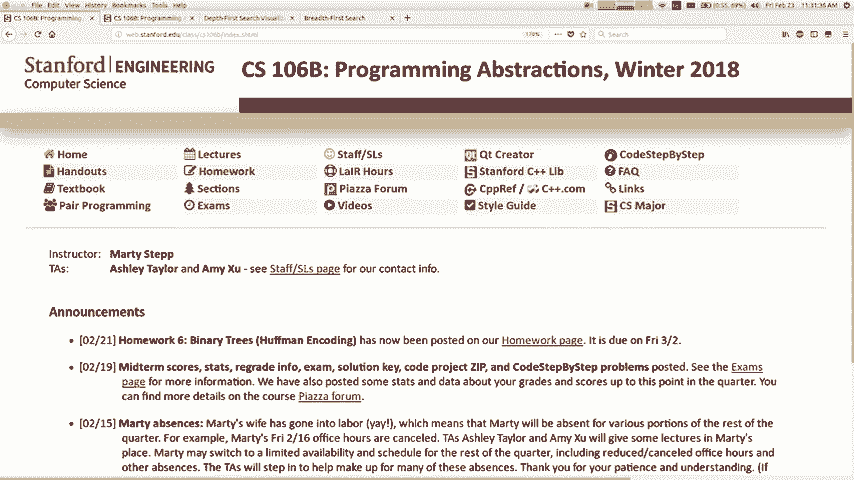 File Edit View History Bookmarks Tools Help
(0:55, 69%) Fri Feb 23 11:31:36 AM
CS 106B: Programming CS 106B: Programming Depth-First Search Visualiz Breadth-First Search
web.stanford.edu/class/cs106b/index.shtml 170% Search
Stanford ENGINEERING
Computer Science
CS 106B: Programming Abstractions, Winter 2018
Home Lectures Staff/SLs Qt Creator CodeStepByStep
Handouts Homework LaIR Hours Stanford C++ Lib FAQ
Textbook Sections Piazza Forum CppRef / C++.com Links
Pair Programming Exams Videos Style Guide CS Major
Instructor: Marty Stepp
TAs: Ashley Taylor and Amy Xu - see Staff/SLs page for our contact info.
Announcements
• [02/21] Homework 6: Binary Trees (Huffman Encoding) has now been posted on our Homework page. It is due on Fri 3/2.
• [02/19] Midterm scores, stats, regrade info, exam, solution key, code project ZIP, and CodeStepByStep problems posted. See the Exams
page for more information. We have also posted some stats and data about your grades and scores up to this point in the quarter. You
can find more details on the course Piazza forum.
• [02/15] Marty absences: Marty's wife has gone into labor (yay!), which means that Marty will be absent for various portions of the rest of the
quarter. For example, Marty's Fri 2/16 office hours are canceled. TAs Ashley Taylor and Amy Xu will give some lectures in Marty's
place. Marty may switch to a limited availability and schedule for the rest of the quarter, including reduced/canceled office hours and
other absences. The TAs will step in to help make up for many of these absences. Thank you for your patience and understanding. (If